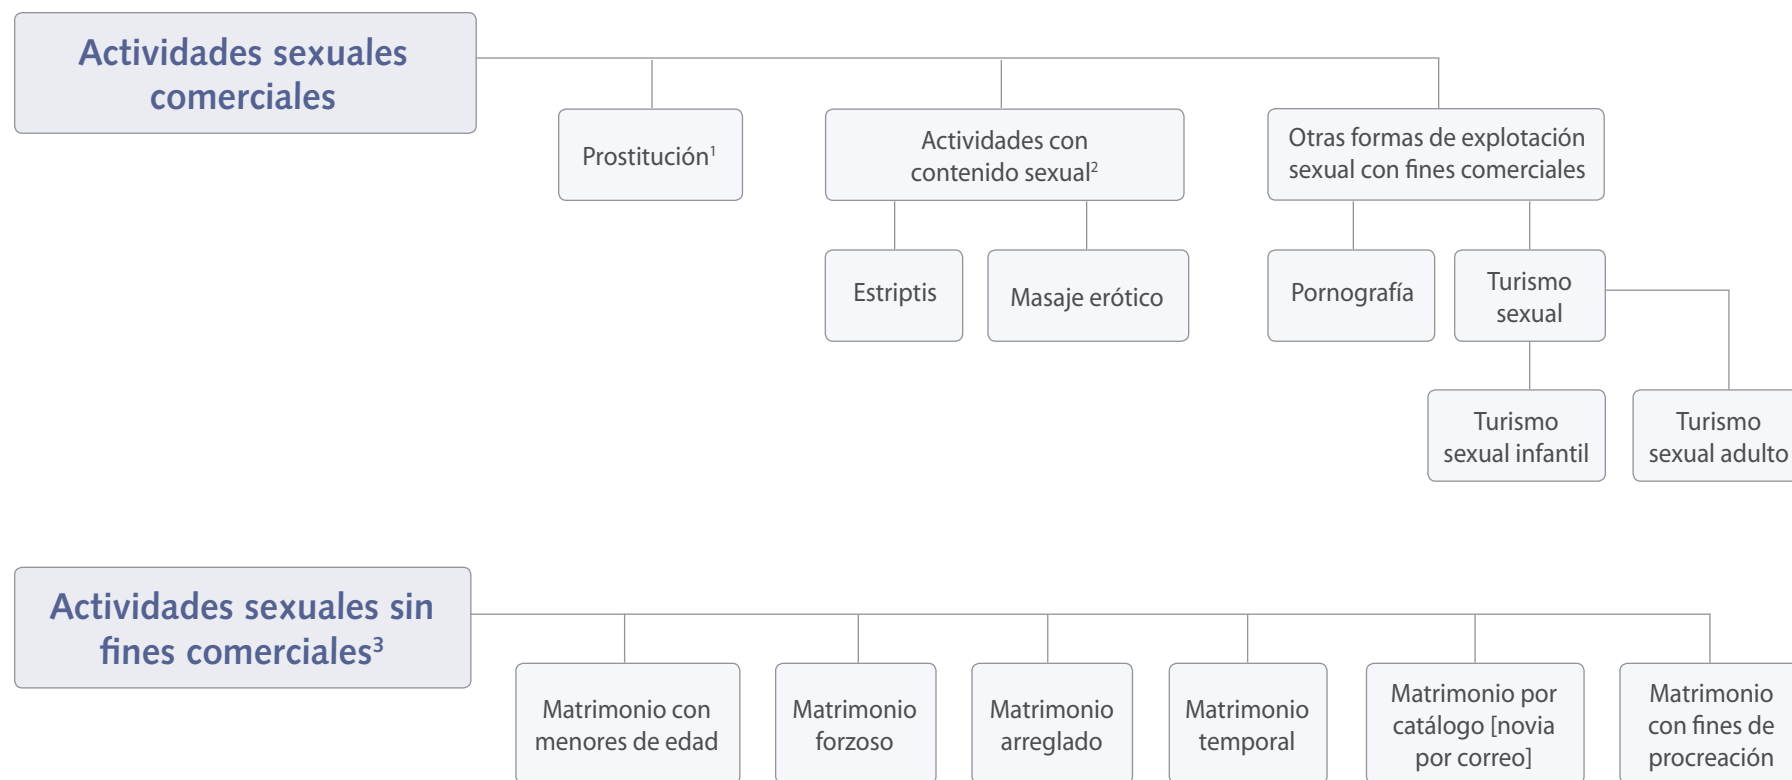 Actividades sexuales
comerciales
Prostitución¹
Actividades con
contenido sexual²
Otras formas de explotación
sexual con fines comerciales
Estriptis
Masaje erótico
Pornografía
Turismo
sexual
Turismo
sexual infantil
Turismo
sexual adulto
Actividades sexuales sin
fines comerciales³
Matrimonio con
menores de edad
Matrimonio
forzoso
Matrimonio
arreglado
Matrimonio
temporal
Matrimonio por
catálogo [novia
por correo]
Matrimonio
con fines de
procreación